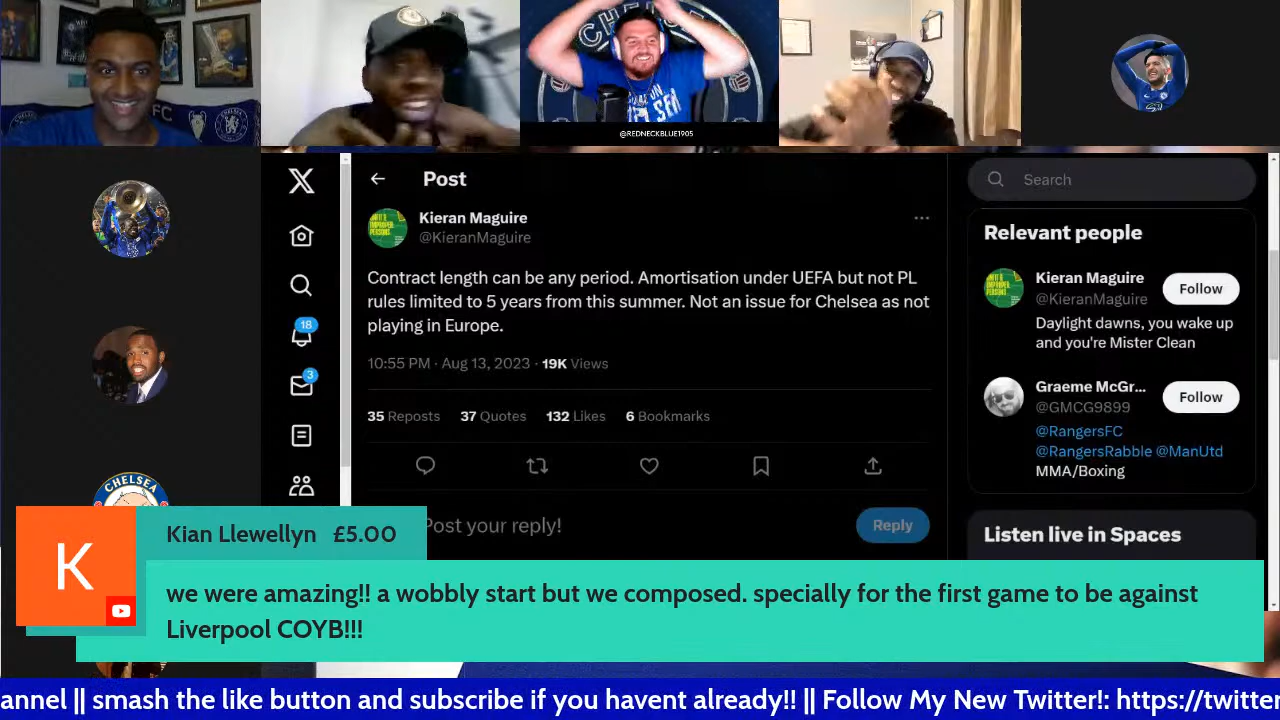 @REDNECKBLUE1905
Post
Search
Kieran Maguire
@KieranMaguire
Contract length can be any period. Amortisation under UEFA but not PL
rules limited to 5 years from this summer. Not an issue for Chelsea as not
playing in Europe.
10:55 PM · Aug 13, 2023 · 19K Views
35 Reposts 37 Quotes 132 Likes 6 Bookmarks
18
3
Post your reply!
Reply
Relevant people
Kieran Maguire
@KieranMaguire
Follow
Daylight dawns, you wake up
and you're Mister Clean
Graeme McGr...
@GMCG9899
Follow
@RangersFC
@RangersRabble @ManUtd
MMA/Boxing
Listen live in Spaces
CHELSEA
K
Kian Llewellyn £5.00
we were amazing!! a wobbly start but we composed. specially for the first game to be against
Liverpool COYB!!!
annel || smash the like button and subscribe if you havent already!! || Follow My New Twitter!: https://twitter